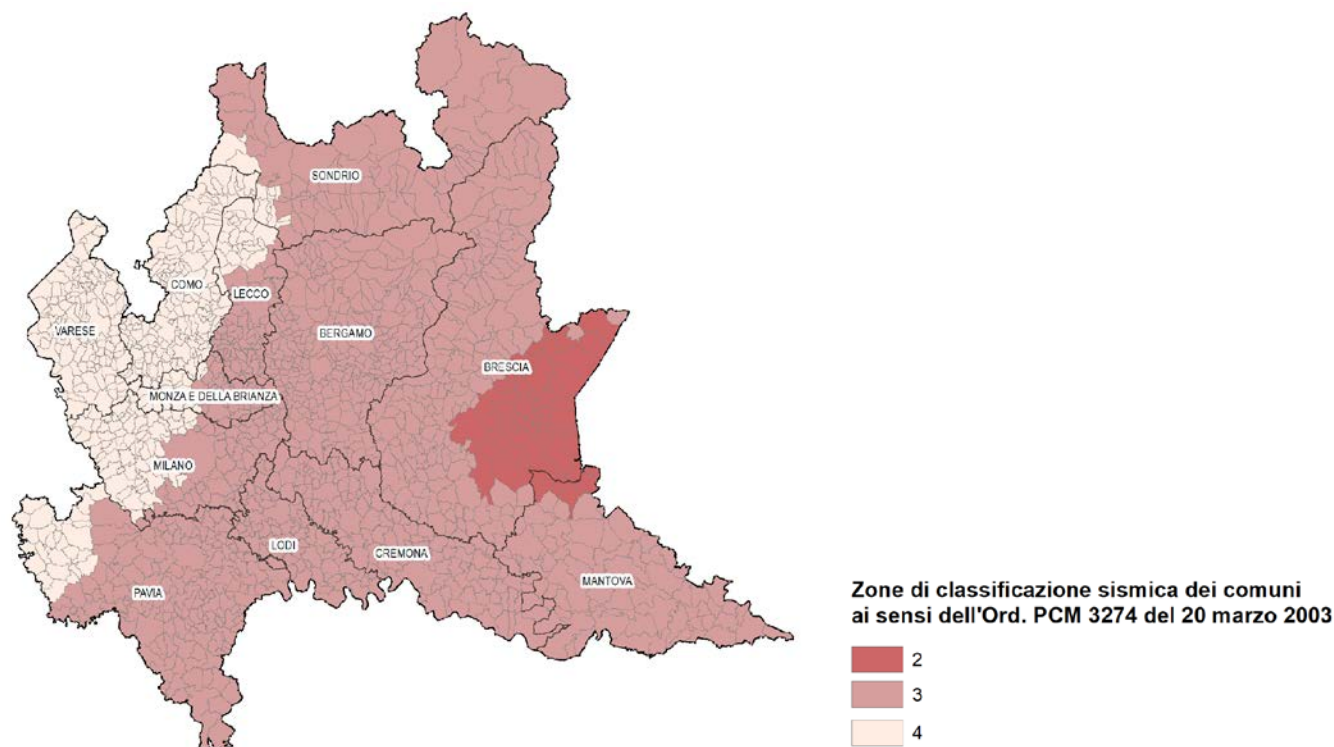 SONDRIO
COMO
LECCO
VARESE
BERGAMO
BRESCIA
MONZA E DELLA BRIANZA
MILANO
LODI
CREMONA
MANTOVA
PAVIA
Zone di classificazione sismica dei comuni
ai sensi dell'Ord. PCM 3274 del 20 marzo 2003
2
3
4